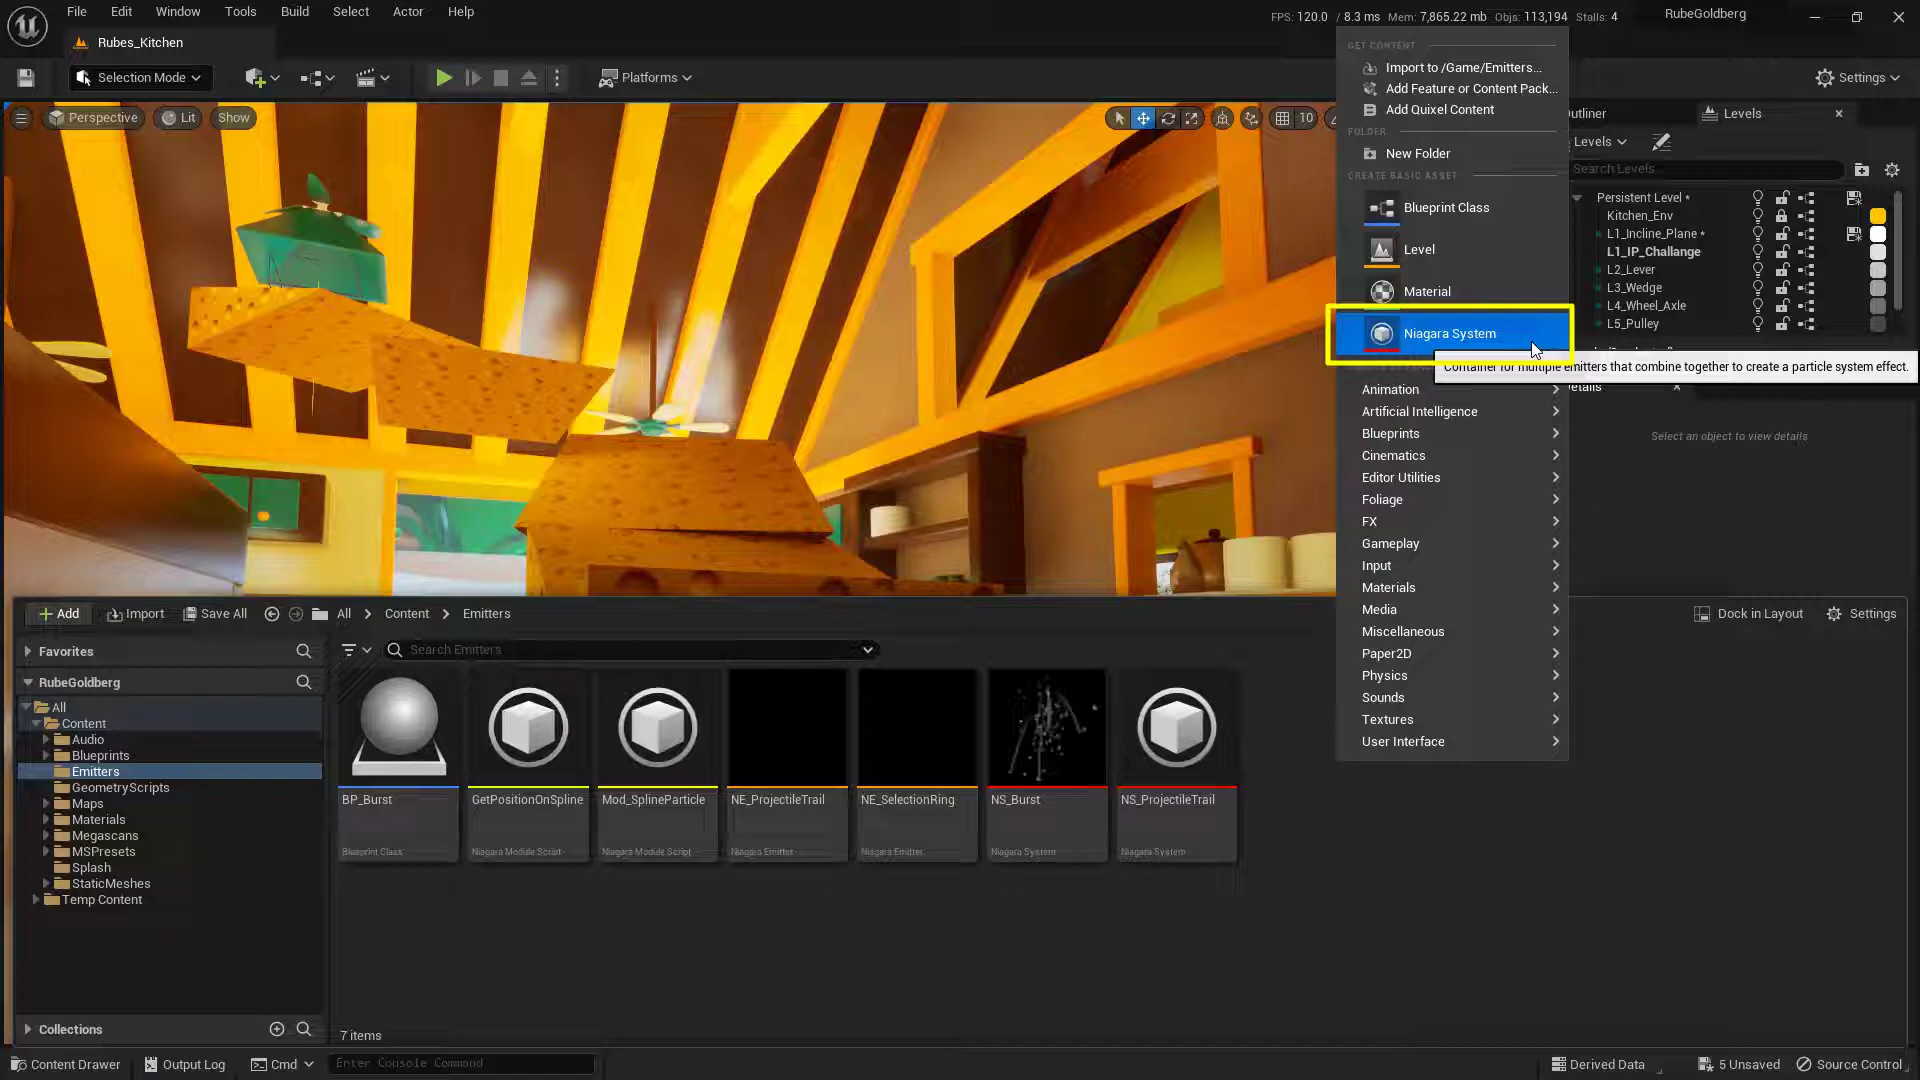 File Edit Window Tools Build Select Actor Help
FPS: 120.0 / 8.3 ms Mem: 7,865.22 mb Objs: 113,194 Stalls: 4
RubeGoldberg
Rubes_Kitchen
Selection Mode
Platforms
Settings
Perspective
Lit
Show
10
GET CONTENT
Import to /Game/Emitters...
Add Feature or Content Pack...
Add Quixel Content
FOLDER
New Folder
CREATE BASIC ASSET
Blueprint Class
Level
Material
Niagara System
Container for multiple emitters that combine together to create a particle system effect.
Animation
Artificial Intelligence
Blueprints
Cinematics
Editor Utilities
Foliage
FX
Gameplay
Input
Materials
Media
Miscellaneous
Paper2D
Physics
Sounds
Textures
User Interface
utliner
Levels
Levels
Search Levels
Persistent Level *
Kitchen_Env
L1_Incline_Plane *
L1_IP_Challange
L2_Lever
L3_Wedge
L4_Wheel_Axle
L5_Pulley
etails
Select an object to view details
Add
Import
Save All
All
Content
Emitters
Dock in Layout
Settings
Favorites
RubeGoldberg
All
Content
Audio
Blueprints
Emitters
GeometryScripts
Maps
Materials
Megascans
MSPresets
Splash
StaticMeshes
Temp Content
Collections
Search Emitters
BP_Burst
Blueprint Class
GetPositionOnSpline
Niagara Module Script
Mod_SplineParticle
Niagara Module Script
NE_ProjectileTrail
Niagara Emitter
NE_SelectionRing
Niagara Emitter
NS_Burst
Niagara System
NS_ProjectileTrail
Niagara System
7 items
Content Drawer
Output Log
Cmd
Enter Console Command
Derived Data
5 Unsaved
Source Control